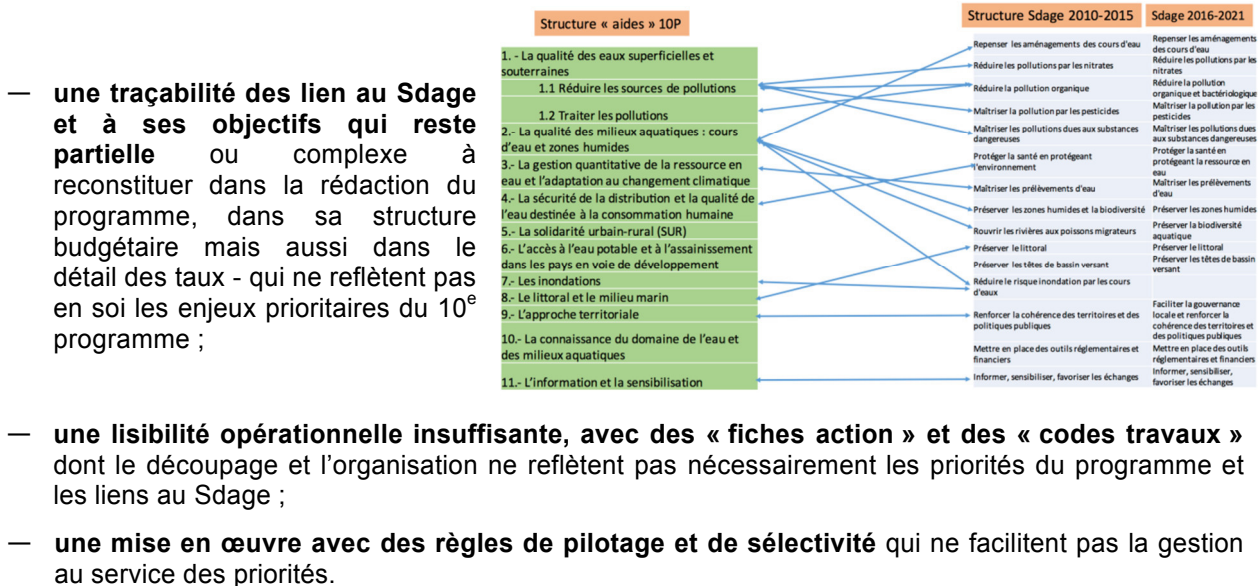 — une traçabilité des lien au Sdage
et à ses objectifs qui reste
partielle ou complexe à
reconstituer dans la rédaction du
programme, dans sa structure
budgétaire mais aussi dans le
détail des taux - qui ne reflètent pas
en soi les enjeux prioritaires du 10e
programme ;
Structure « aides » 10P
1. - La qualité des eaux superficielles et
souterraines
1.1 Réduire les sources de pollutions
1.2 Traiter les pollutions
2.- La qualité des milieux aquatiques : cours
d'eau et zones humides
3.- La gestion quantitative de la ressource en
eau et l'adaptation au changement climatique
4.- La sécurité de la distribution et la qualité de
l'eau destinée à la consommation humaine
5.- La solidarité urbain-rural (SUR)
6.- L'accès à l'eau potable et à l'assainissement
dans les pays en voie de développement
7.- Les inondations
8.- Le littoral et le milieu marin
9.- L'approche territoriale
10.- La connaissance du domaine de l'eau et
des milieux aquatiques
11.- L'information et la sensibilisation
Structure Sdage 2010-2015
Repenser les aménagements des cours d'eau
Réduire les pollutions par les nitrates
Réduire la pollution organique
Maîtriser la pollution par les pesticides
Maîtriser les pollutions dues aux substances
dangereuses
Protéger la santé en protégeant
l'environnement
Maîtriser les prélèvements d'eau
Préserver les zones humides et la biodiversité
Rouvrir les rivières aux poissons migrateurs
Préserver le littoral
Préserver les têtes de bassin versant
Réduire le risque inondation par les cours
d'eaux
Renforcer la cohérence des territoires et des
politiques publiques
Mettre en place des outils réglementaires et
financiers
Informer, sensibiliser, favoriser les échanges
Sdage 2016-2021
Repenser les aménagements
des cours d'eau
Réduire les pollutions par les
nitrates
Réduire la pollution
organique et bactériologique
Maîtriser la pollution par les
pesticides
Maîtriser les pollutions dues
aux substances dangereuses
Protéger la santé en
protégeant la ressource en
eau
Maîtriser les prélèvements
d'eau
Préserver les zones humides
Préserver la biodiversité
aquatique
Préserver le littoral
Préserver les têtes de bassin
versant
Faciliter la gouvernance
locale et renforcer la
cohérence des territoires et
des politiques publiques
Mettre en place des outils
réglementaires et financiers
Informer, sensibiliser,
favoriser les échanges
— une lisibilité opérationnelle insuffisante, avec des « fiches action » et des « codes travaux »
dont le découpage et l'organisation ne reflètent pas nécessairement les priorités du programme et
les liens au Sdage ;
— une mise en œuvre avec des règles de pilotage et de sélectivité qui ne facilitent pas la gestion
au service des priorités.